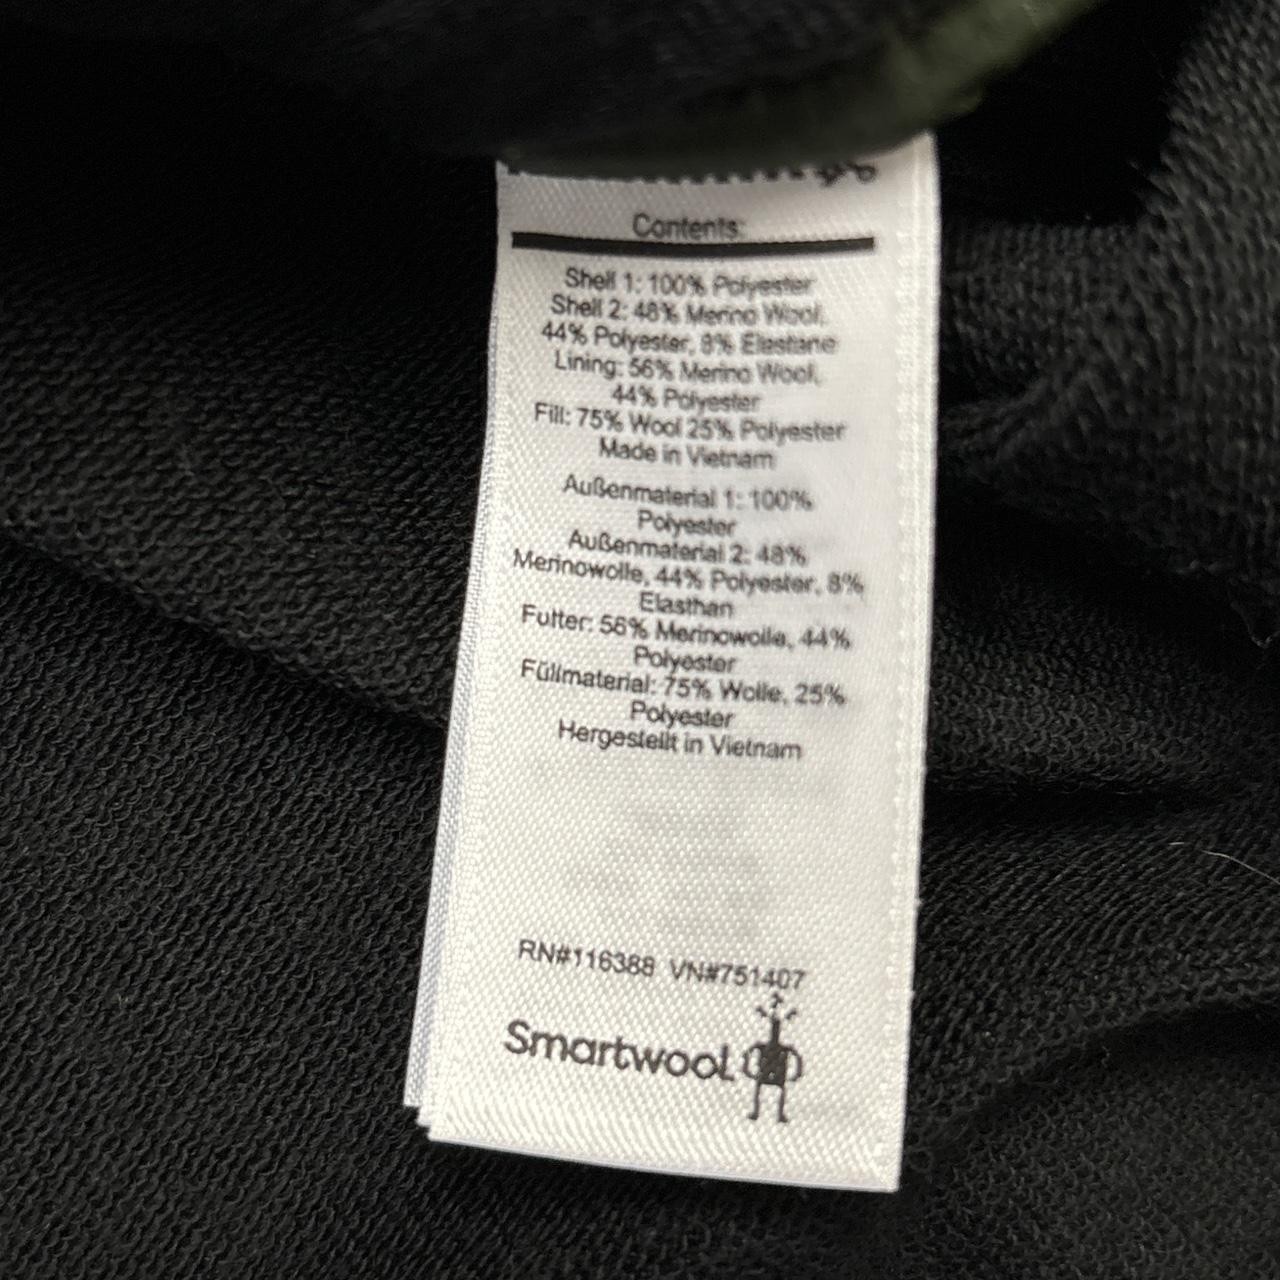 Contents:
Shell 1: 100% Polyester
Shell 2: 48% Merino Wool,
44% Polyester, 8% Elastane
Lining: 56% Merino Wool,
44% Polyester
Fill: 75% Wool 25% Polyester
Made in Vietnam
Außenmaterial 1: 100%
Polyester
Außenmaterial 2: 48%
Merinowolle, 44% Polyester, 8%
Elasthan
Futter: 56% Merinowolle, 44%
Polyester
Füllmaterial: 75% Wolle, 25%
Polyester
Hergestellt in Vietnam
RN#116388 VN#751407
Smartwool